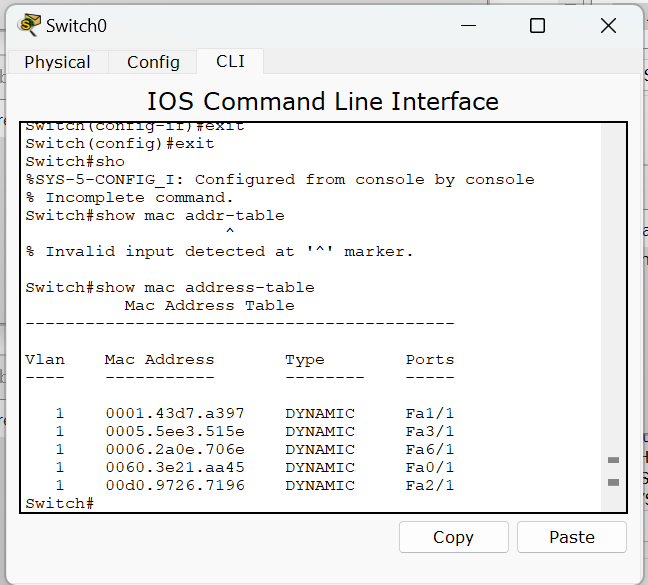 Switch0
Physical Config CLI
IOS Command Line Interface
Switch(config-if)#exit
Switch(config)#exit
Switch#sho
%SYS-5-CONFIG_I: Configured from console by console
% Incomplete command.
Switch#show mac addr-table
^
% Invalid input detected at '^' marker.
Switch#show mac address-table
Mac Address Table
-------------------------------------------
Vlan Mac Address Type Ports
---- ----------- -------- -----
1 0001.43d7.a397 DYNAMIC Fa1/1
1 0005.5ee3.515e DYNAMIC Fa3/1
1 0006.2a0e.706e DYNAMIC Fa6/1
1 0060.3e21.aa45 DYNAMIC Fa0/1
1 00d0.9726.7196 DYNAMIC Fa2/1
Switch#
Copy Paste